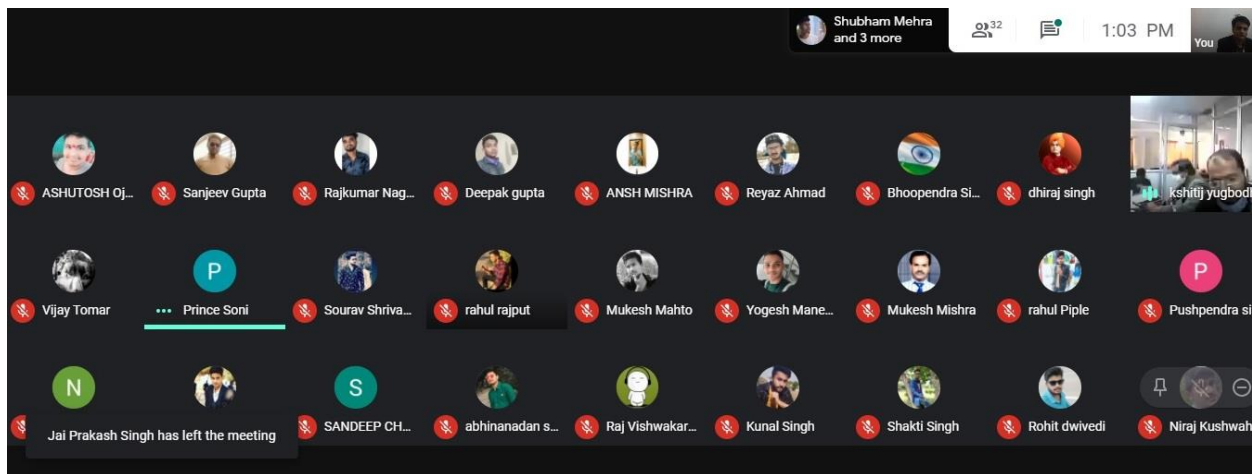 Shubham Mehra
and 3 more
32
1:03 PM
You
ASHUTOSH Oj...
Sanjeev Gupta
Rajkumar Nag...
Deepak gupta
ANSH MISHRA
Reyaz Ahmad
Bhoopendra Si...
dhiraj singh
kshitij yugbodh
P
P
Vijay Tomar
Prince Soni
Sourav Shriva...
rahul rajput
Mukesh Mahto
Yogesh Mane...
Mukesh Mishra
rahul Piple
Pushpendra si
N
S
SANDEEP CH...
abhinanadan s...
Raj Vishwakar...
Kunal Singh
Shakti Singh
Rohit dwivedi
Niraj Kushwah
Jai Prakash Singh has left the meeting